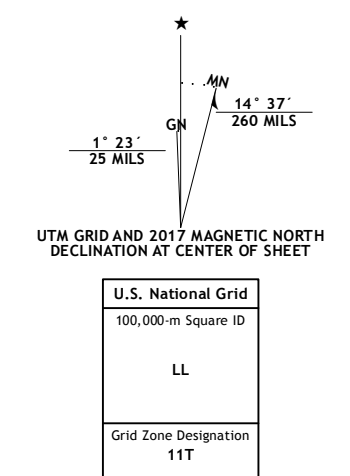 ★
MN
GN
14° 37´
260 MILS
1° 23´
25 MILS
UTM GRID AND 2017 MAGNETIC NORTH
DECLINATION AT CENTER OF SHEET
U.S. National Grid
100,000-m Square ID
LL
Grid Zone Designation
11T